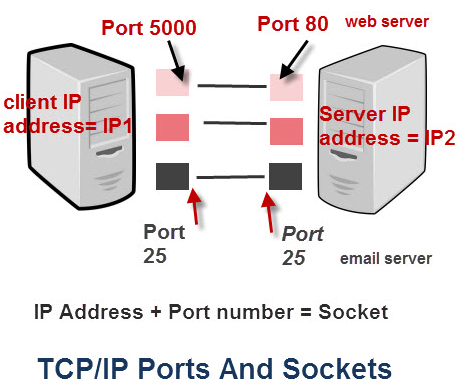 Port 5000
Port 80 web server
client IP
address= IP1
Server IP
address = IP2
Port
25
Port
25
email server
IP Address + Port number = Socket
TCP/IP Ports And Sockets